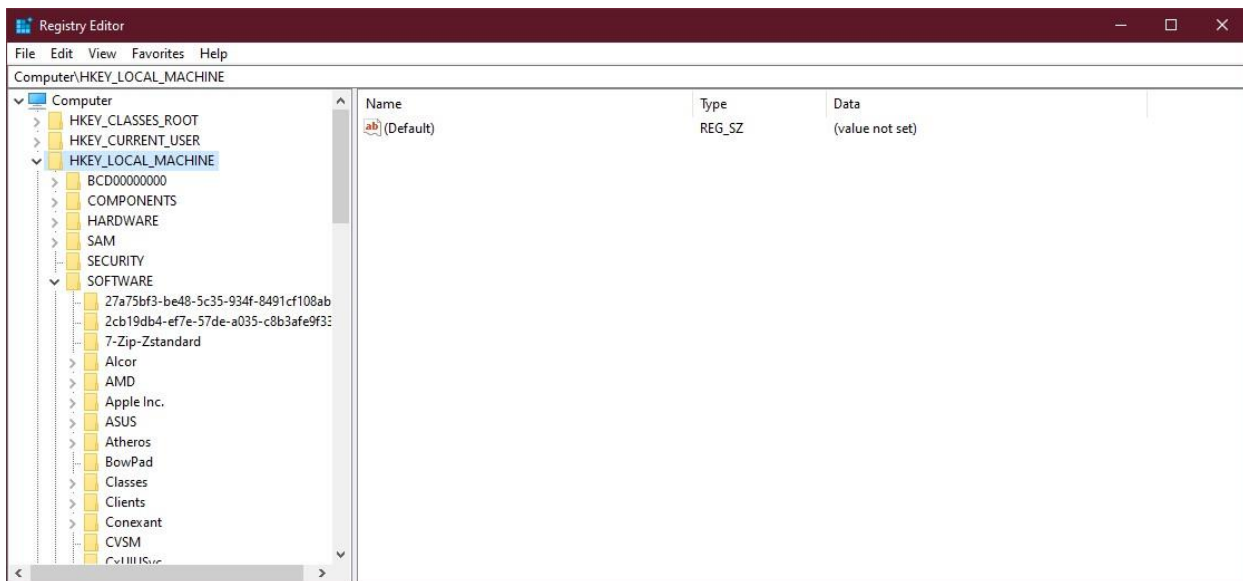 Registry Editor
File Edit View Favorites Help
Computer\HKEY_LOCAL_MACHINE
Computer
HKEY_CLASSES_ROOT
HKEY_CURRENT_USER
HKEY_LOCAL_MACHINE
BCD00000000
COMPONENTS
HARDWARE
SAM
SECURITY
SOFTWARE
27a75bf3-be48-5c35-934f-8491cf108ab
2cb19db4-ef7e-57de-a035-c8b3afe9f33
7-Zip-Zstandard
Alcor
AMD
Apple Inc.
ASUS
Atheros
BowPad
Classes
Clients
Conexant
CVSM
Name Type Data
ab (Default) REG_SZ (value not set)